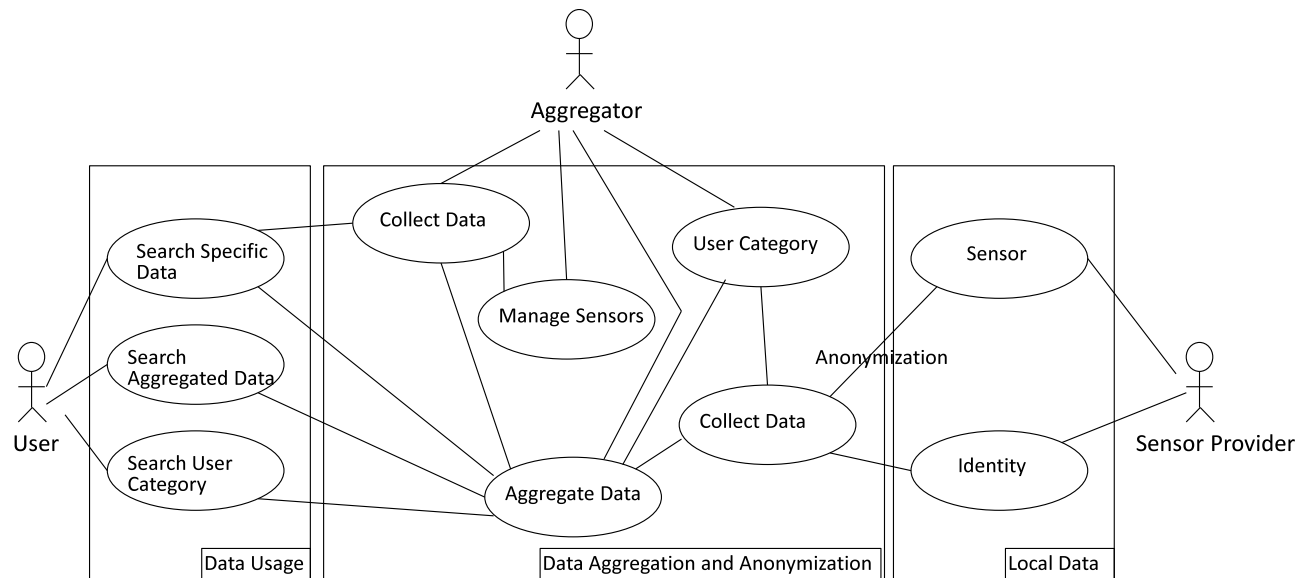 Aggregator
Collect Data
User Category
Search Specific
Data
Sensor
Manage Sensors
Search
Aggregated Data
Anonymization
Collect Data
User
Sensor Provider
Search User
Category
Identity
Aggregate Data
Data Usage
Data Aggregation and Anonymization
Local Data